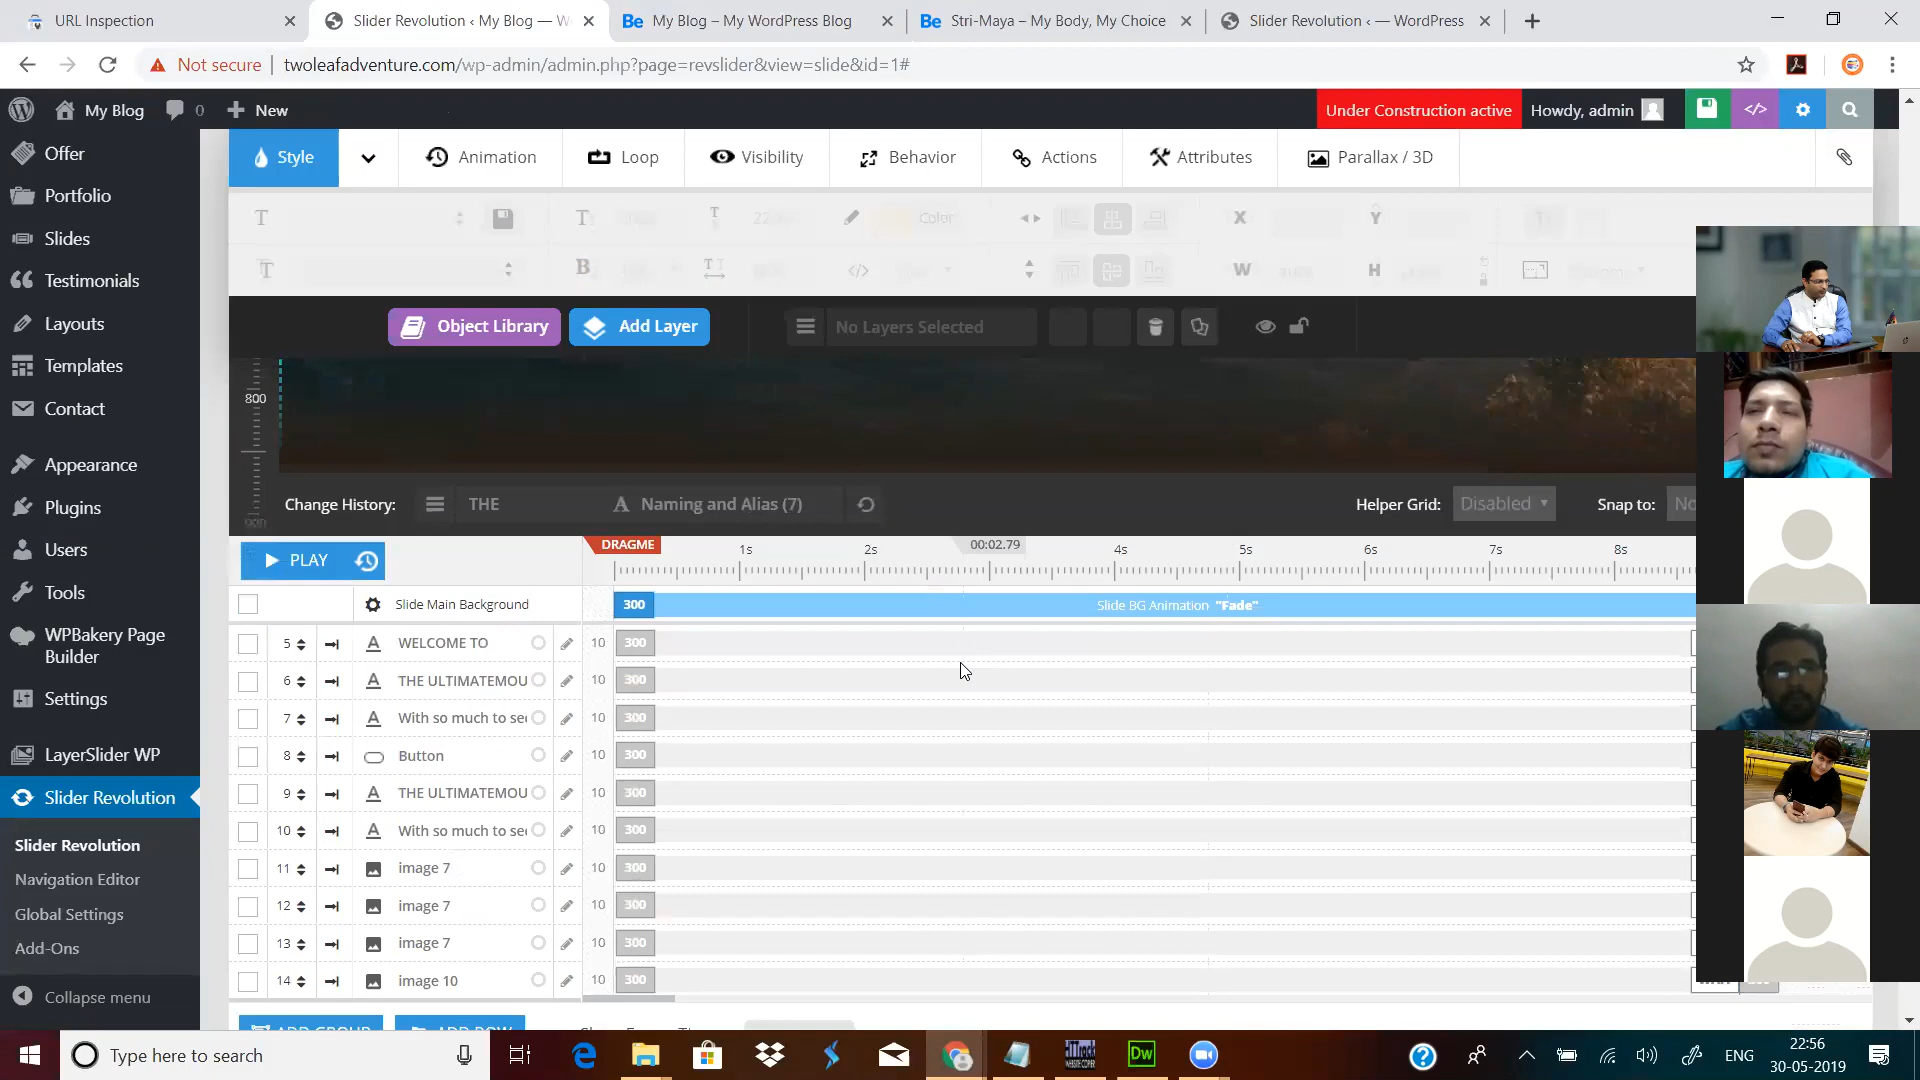 URL Inspection
Slider Revolution ‹ My Blog — W
My Blog – My WordPress Blog
Stri-Maya – My Body, My Choice
Slider Revolution ‹ — WordPress
Not secure | twoleafadventure.com/wp-admin/admin.php?page=revslider&view=slide&id=1#
My Blog 0 New
Under Construction active
Howdy, admin
Offer
Portfolio
Slides
Testimonials
Layouts
Templates
Contact
Appearance
Plugins
Users
Tools
WPBakery Page
Builder
Settings
LayerSlider WP
Slider Revolution
Slider Revolution
Navigation Editor
Global Settings
Add-Ons
Collapse menu
Style
Animation
Loop
Visibility
Behavior
Actions
Attributes
Parallax / 3D
Color
X
Y
W
H
Object Library
Add Layer
No Layers Selected
800
900
Change History:
THE
Naming and Alias (7)
Helper Grid:
Disabled
Snap to:
No
PLAY
DRAGME
1s
2s
00:02.79
4s
5s
6s
7s
8s
Slide Main Background
300
Slide BG Animation "Fade"
5 WELCOME TO 10 300
6 THE ULTIMATEMOU 10 300
7 With so much to see 10 300
8 Button 10 300
9 THE ULTIMATEMOU 10 300
10 With so much to see 10 300
11 image 7 10 300
12 image 7 10 300
13 image 7 10 300
14 image 10 10 300
ADD GROUP
ADD ROW
Type here to search
ENG
22:56
30-05-2019